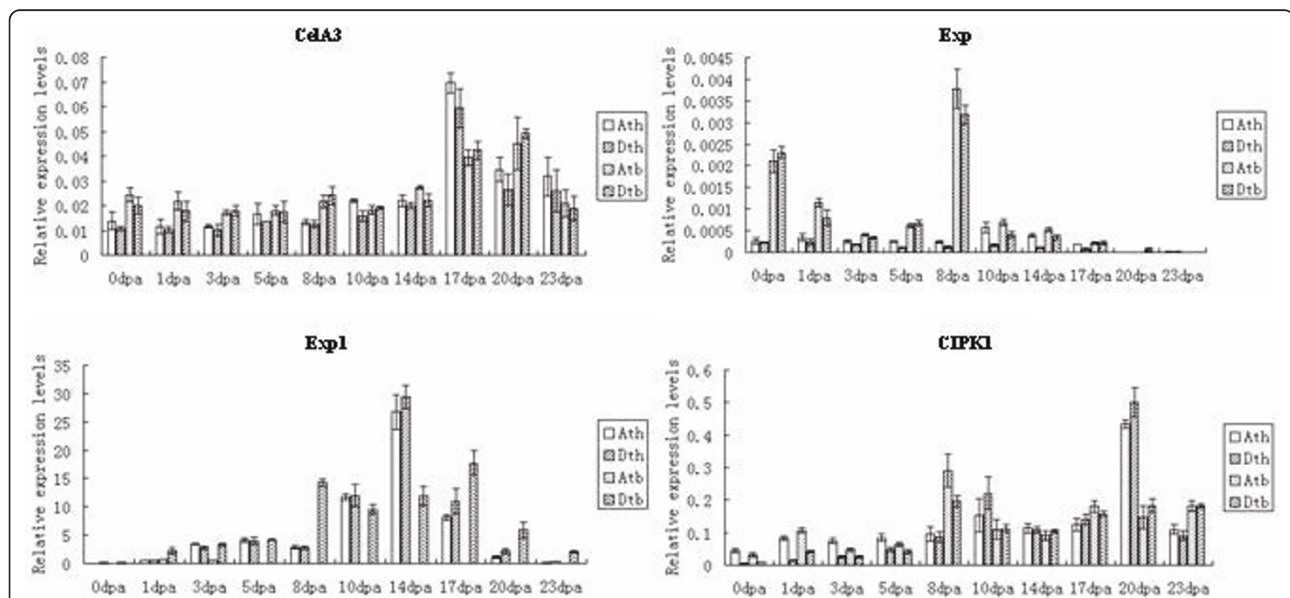 CelA3
Relative expression levels
0.08
0.07
0.06
0.05
0.04
0.03
0.02
0.01
0
0dpa 1dpa 3dpa 5dpa 8dpa 10dpa 14dpa 17dpa 20dpa 23dpa
Ath
Dth
Atb
Dtb
Exp
Relative expression levels
0.0045
0.004
0.0035
0.003
0.0025
0.002
0.0015
0.001
0.0005
0
0dpa 1dpa 3dpa 5dpa 8dpa 10dpa 14dpa 17dpa 20dpa 23dpa
Ath
Dth
Atb
Dtb
Exp1
Relative expression levels
35
30
25
20
15
10
5
0
0dpa 1dpa 3dpa 5dpa 8dpa 10dpa 14dpa 17dpa 20dpa 23dpa
Ath
Dth
Atb
Dtb
CIPK1
Relative expression levels
0.6
0.5
0.4
0.3
0.2
0.1
0
0dpa 1dpa 3dpa 5dpa 8dpa 10dpa 14dpa 17dpa 20dpa 23dpa
Ath
Dth
Atb
Dtb